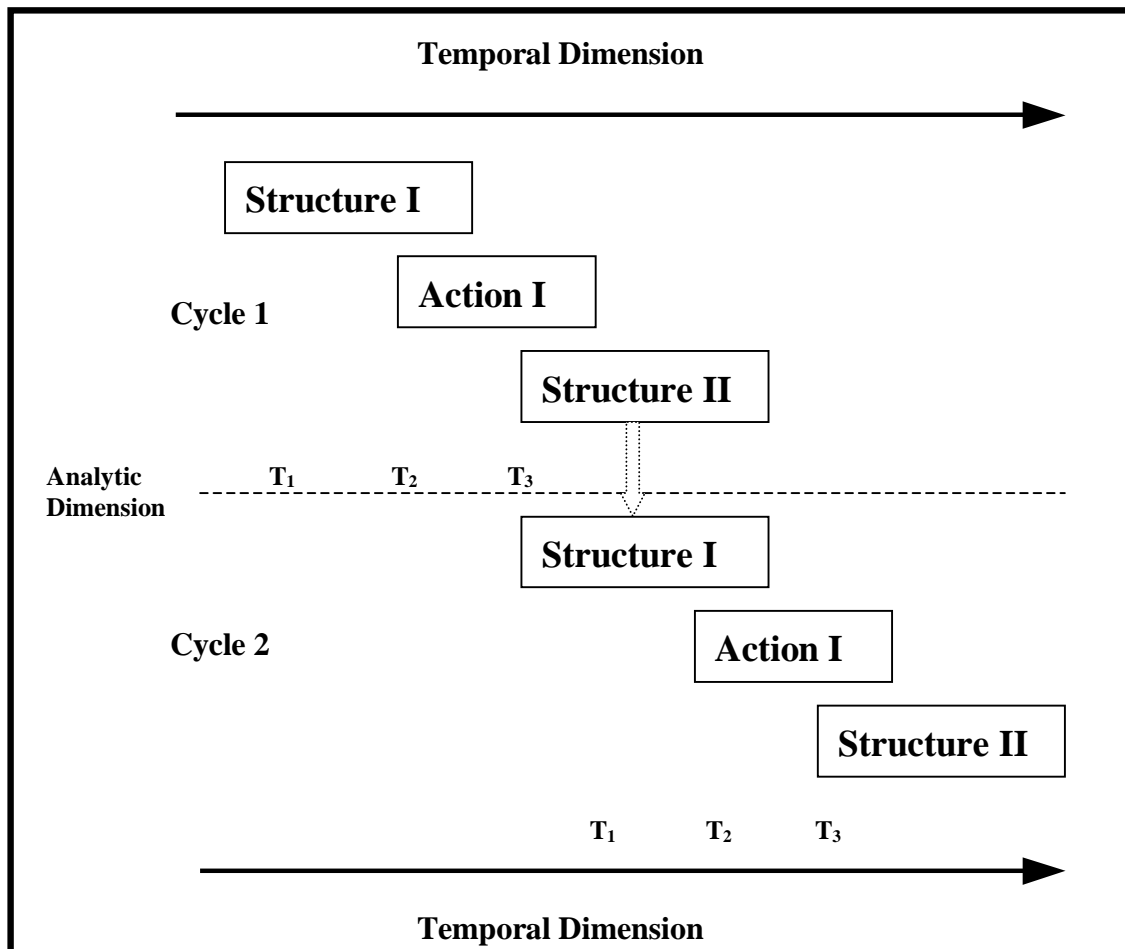 Temporal Dimension
Structure I
Action I
Cycle 1
Structure II
Analytic
Dimension
T₁ T₂ T₃
Structure I
Cycle 2
Action I
Structure II
T₁ T₂ T₃
Temporal Dimension